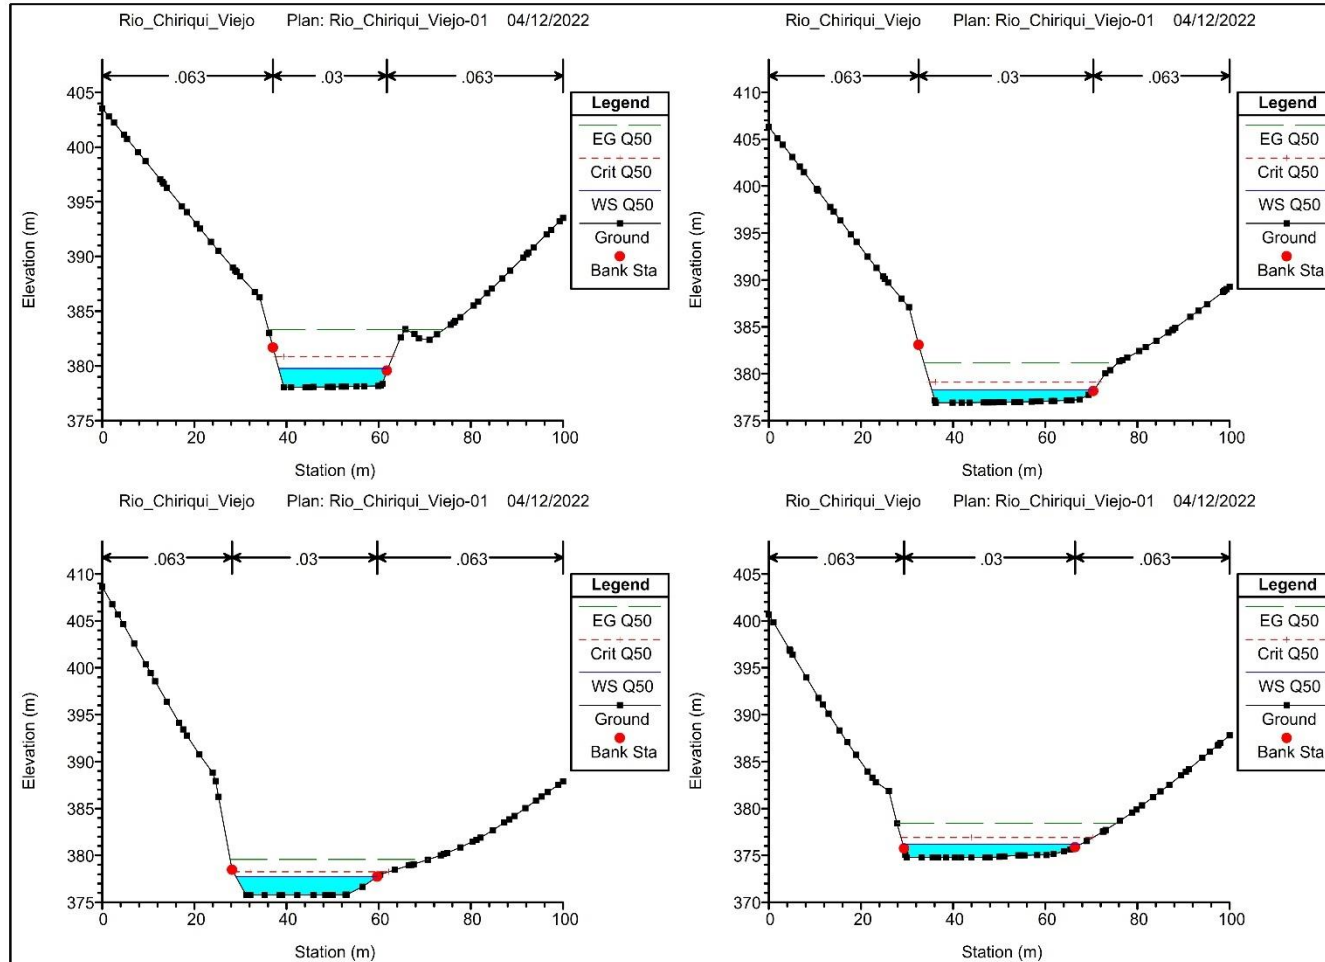 Rio_Chiriqui_Viejo Plan: Rio_Chiriqui_Viejo-01 04/12/2022
.063 .03 .063
Legend
EG Q50
Crit Q50
WS Q50
Ground
Bank Sta
Elevation (m)
405
400
395
390
385
380
375
0 20 40 60 80 100
Station (m)
Rio_Chiriqui_Viejo Plan: Rio_Chiriqui_Viejo-01 04/12/2022
.063 .03 .063
Legend
EG Q50
Crit Q50
WS Q50
Ground
Bank Sta
Elevation (m)
410
405
400
395
390
385
380
375
0 20 40 60 80 100
Station (m)
Rio_Chiriqui_Viejo Plan: Rio_Chiriqui_Viejo-01 04/12/2022
.063 .03 .063
Legend
EG Q50
Crit Q50
WS Q50
Ground
Bank Sta
Elevation (m)
410
405
400
395
390
385
380
375
0 20 40 60 80 100
Station (m)
Rio_Chiriqui_Viejo Plan: Rio_Chiriqui_Viejo-01 04/12/2022
.063 .03 .063
Legend
EG Q50
Crit Q50
WS Q50
Ground
Bank Sta
Elevation (m)
405
400
395
390
385
380
375
370
0 20 40 60 80 100
Station (m)